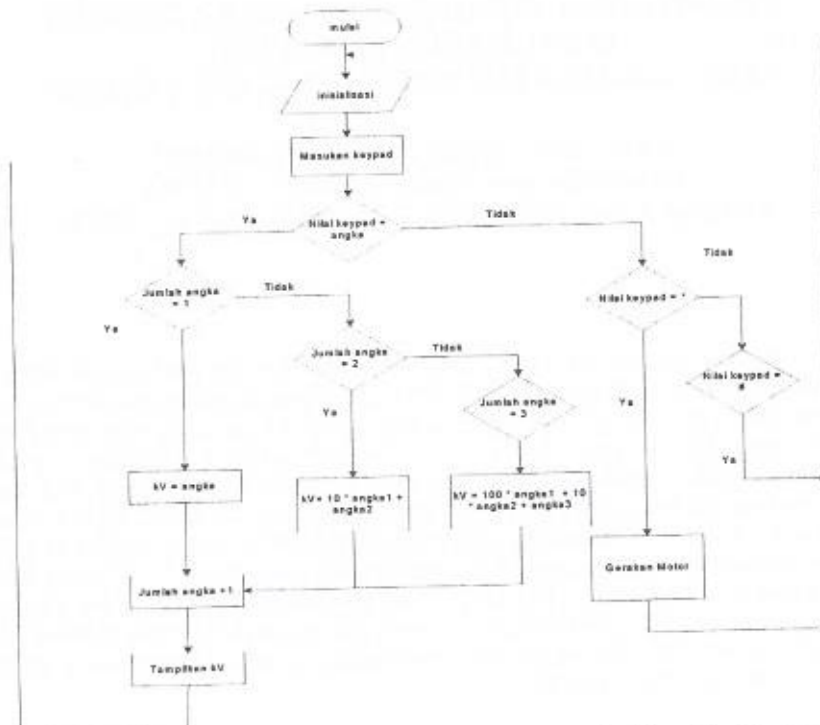 mulai
inisialisasi
Masukan keypad
Ya
Nilai keypad =
angka
Tidak
Jumlah angka
= 1
Tidak
Nilai keypad = *
Tidak
Ya
Jumlah angka
= 2
Tidak
Nilai keypad =
#
Ya
Jumlah angka
= 3
Ya
Ya
kV = angka
kV= 10 * angka1 +
angka2
kV = 100 * angka1 + 10
* angka2 + angka3
Gerakan Motor
Jumlah angka +1
Tampilkan kV